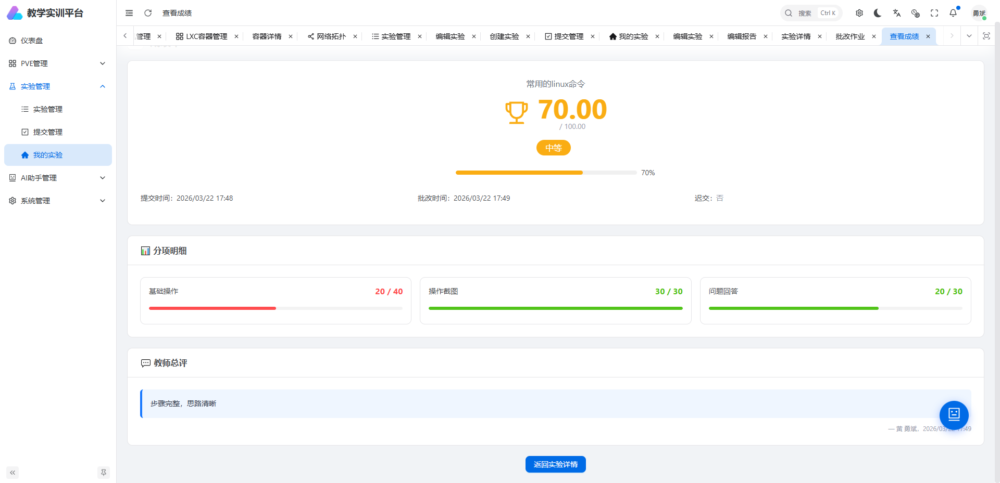 教学实训平台
查看成绩
搜索 Ctrl K
勇斌
仪表盘
PVE管理
实验管理
实验管理
提交管理
我的实验
AI助手管理
系统管理
管理 × LXC容器管理 × 容器详情 × 网络拓扑 × 实验管理 × 编辑实验 × 创建实验 × 提交管理 × 我的实验 × 编辑实验 × 编辑报告 × 实验详情 × 批改作业 × 查看成绩 ×
常用的linux命令
70.00
/ 100.00
中等
70%
提交时间：2026/03/22 17:48
批改时间：2026/03/22 17:49
迟交：否
分项明细
基础操作 20 / 40
操作截图 30 / 30
问题回答 20 / 30
教师总评
步骤完整，思路清晰
— 黄 勇斌，2026/03/22 17:49
返回实验详情